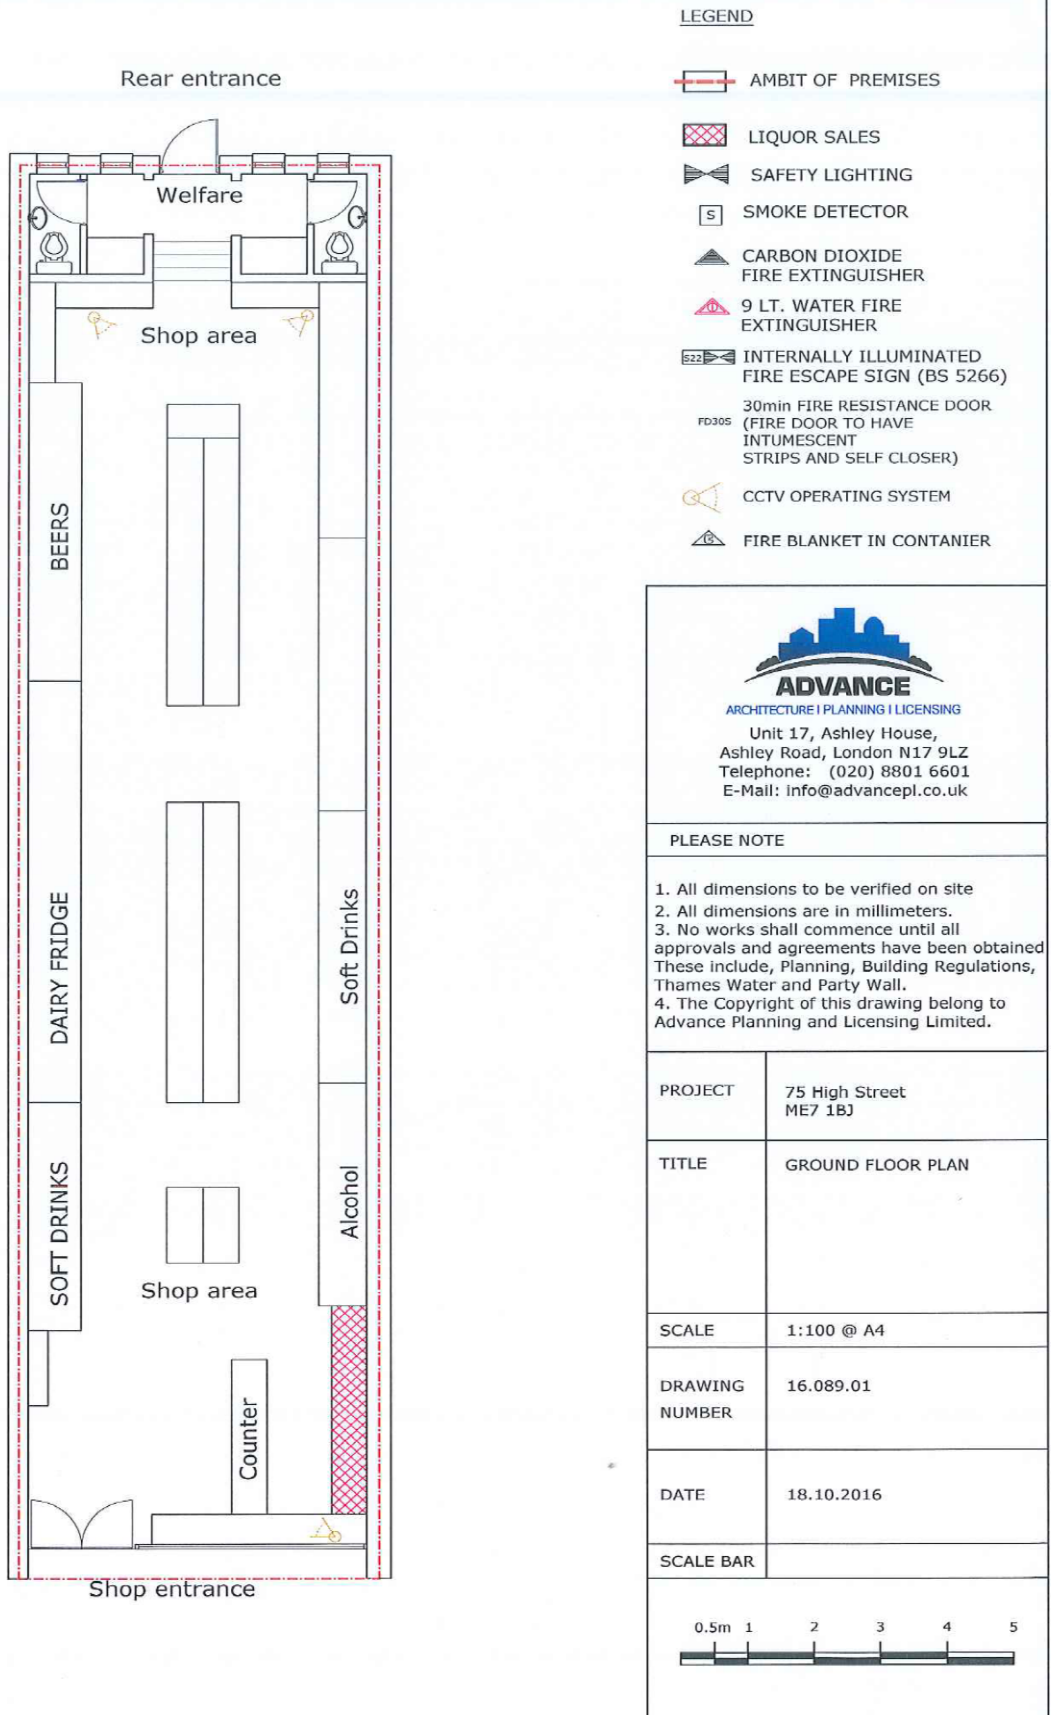 Rear entrance
Welfare
Shop area
BEERS
DAIRY FRIDGE
Soft Drinks
SOFT DRINKS
Alcohol
Shop area
Counter
Shop entrance
LEGEND
AMBIT OF PREMISES
LIQUOR SALES
SAFETY LIGHTING
S SMOKE DETECTOR
CARBON DIOXIDE
FIRE EXTINGUISHER
9 LT. WATER FIRE
EXTINGUISHER
S22 INTERNALLY ILLUMINATED
FIRE ESCAPE SIGN (BS 5266)
30min FIRE RESISTANCE DOOR
FD30S (FIRE DOOR TO HAVE
INTUMESCENT
STRIPS AND SELF CLOSER)
CCTV OPERATING SYSTEM
FIRE BLANKET IN CONTANIER
ADVANCE
ARCHITECTURE I PLANNING I LICENSING
Unit 17, Ashley House,
Ashley Road, London N17 9LZ
Telephone: (020) 8801 6601
E-Mail: info@advancepl.co.uk
PLEASE NOTE
1. All dimensions to be verified on site
2. All dimensions are in millimeters.
3. No works shall commence until all
approvals and agreements have been obtained
These include, Planning, Building Regulations,
Thames Water and Party Wall.
4. The Copyright of this drawing belong to
Advance Planning and Licensing Limited.
PROJECT 75 High Street
ME7 1BJ
TITLE GROUND FLOOR PLAN
SCALE 1:100 @ A4
DRAWING 16.089.01
NUMBER
DATE 18.10.2016
SCALE BAR
0.5m 1 2 3 4 5